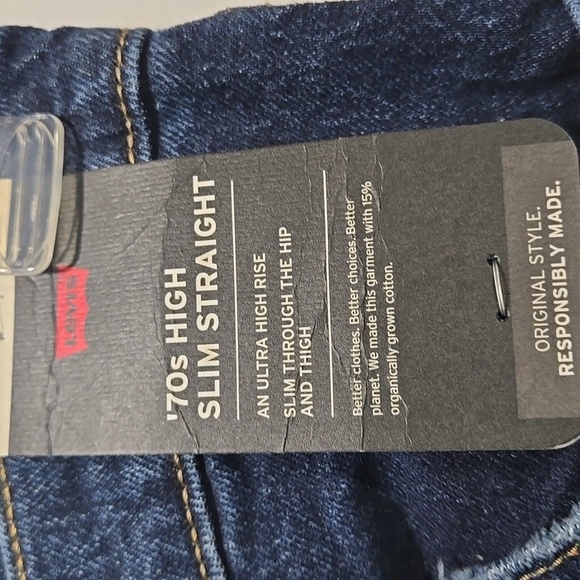 Levi's
'70s HIGH
SLIM STRAIGHT
AN ULTRA HIGH RISE
SLIM THROUGH THE HIP
AND THIGH
Better clothes. Better choices. Better
planet. We made this garment with 15%
organically grown cotton.
ORIGINAL STYLE.
RESPONSIBLY MADE.